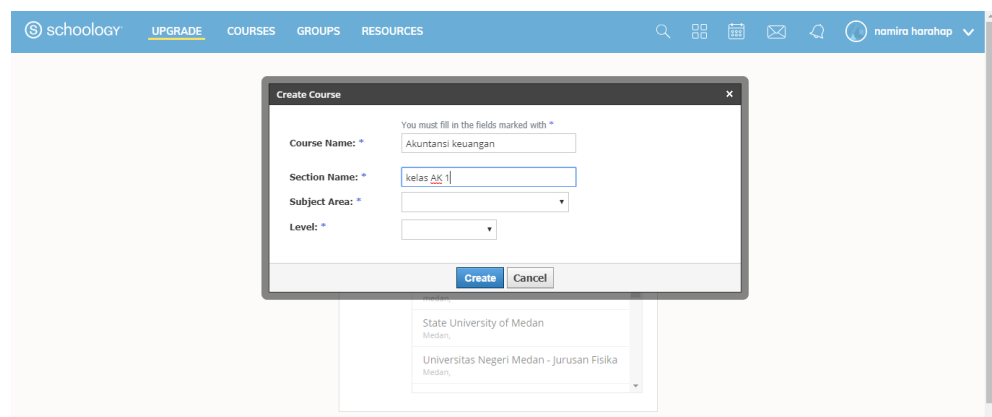 schoology UPGRADE COURSES GROUPS RESOURCES namira harahap
Create Course ×
You must fill in the fields marked with *
Course Name: * Akuntansi keuangan
Section Name: * kelas AK 1
Subject Area: *
Level: *
Create Cancel
medan,
State University of Medan
Medan,
Universitas Negeri Medan - Jurusan Fisika
Medan,